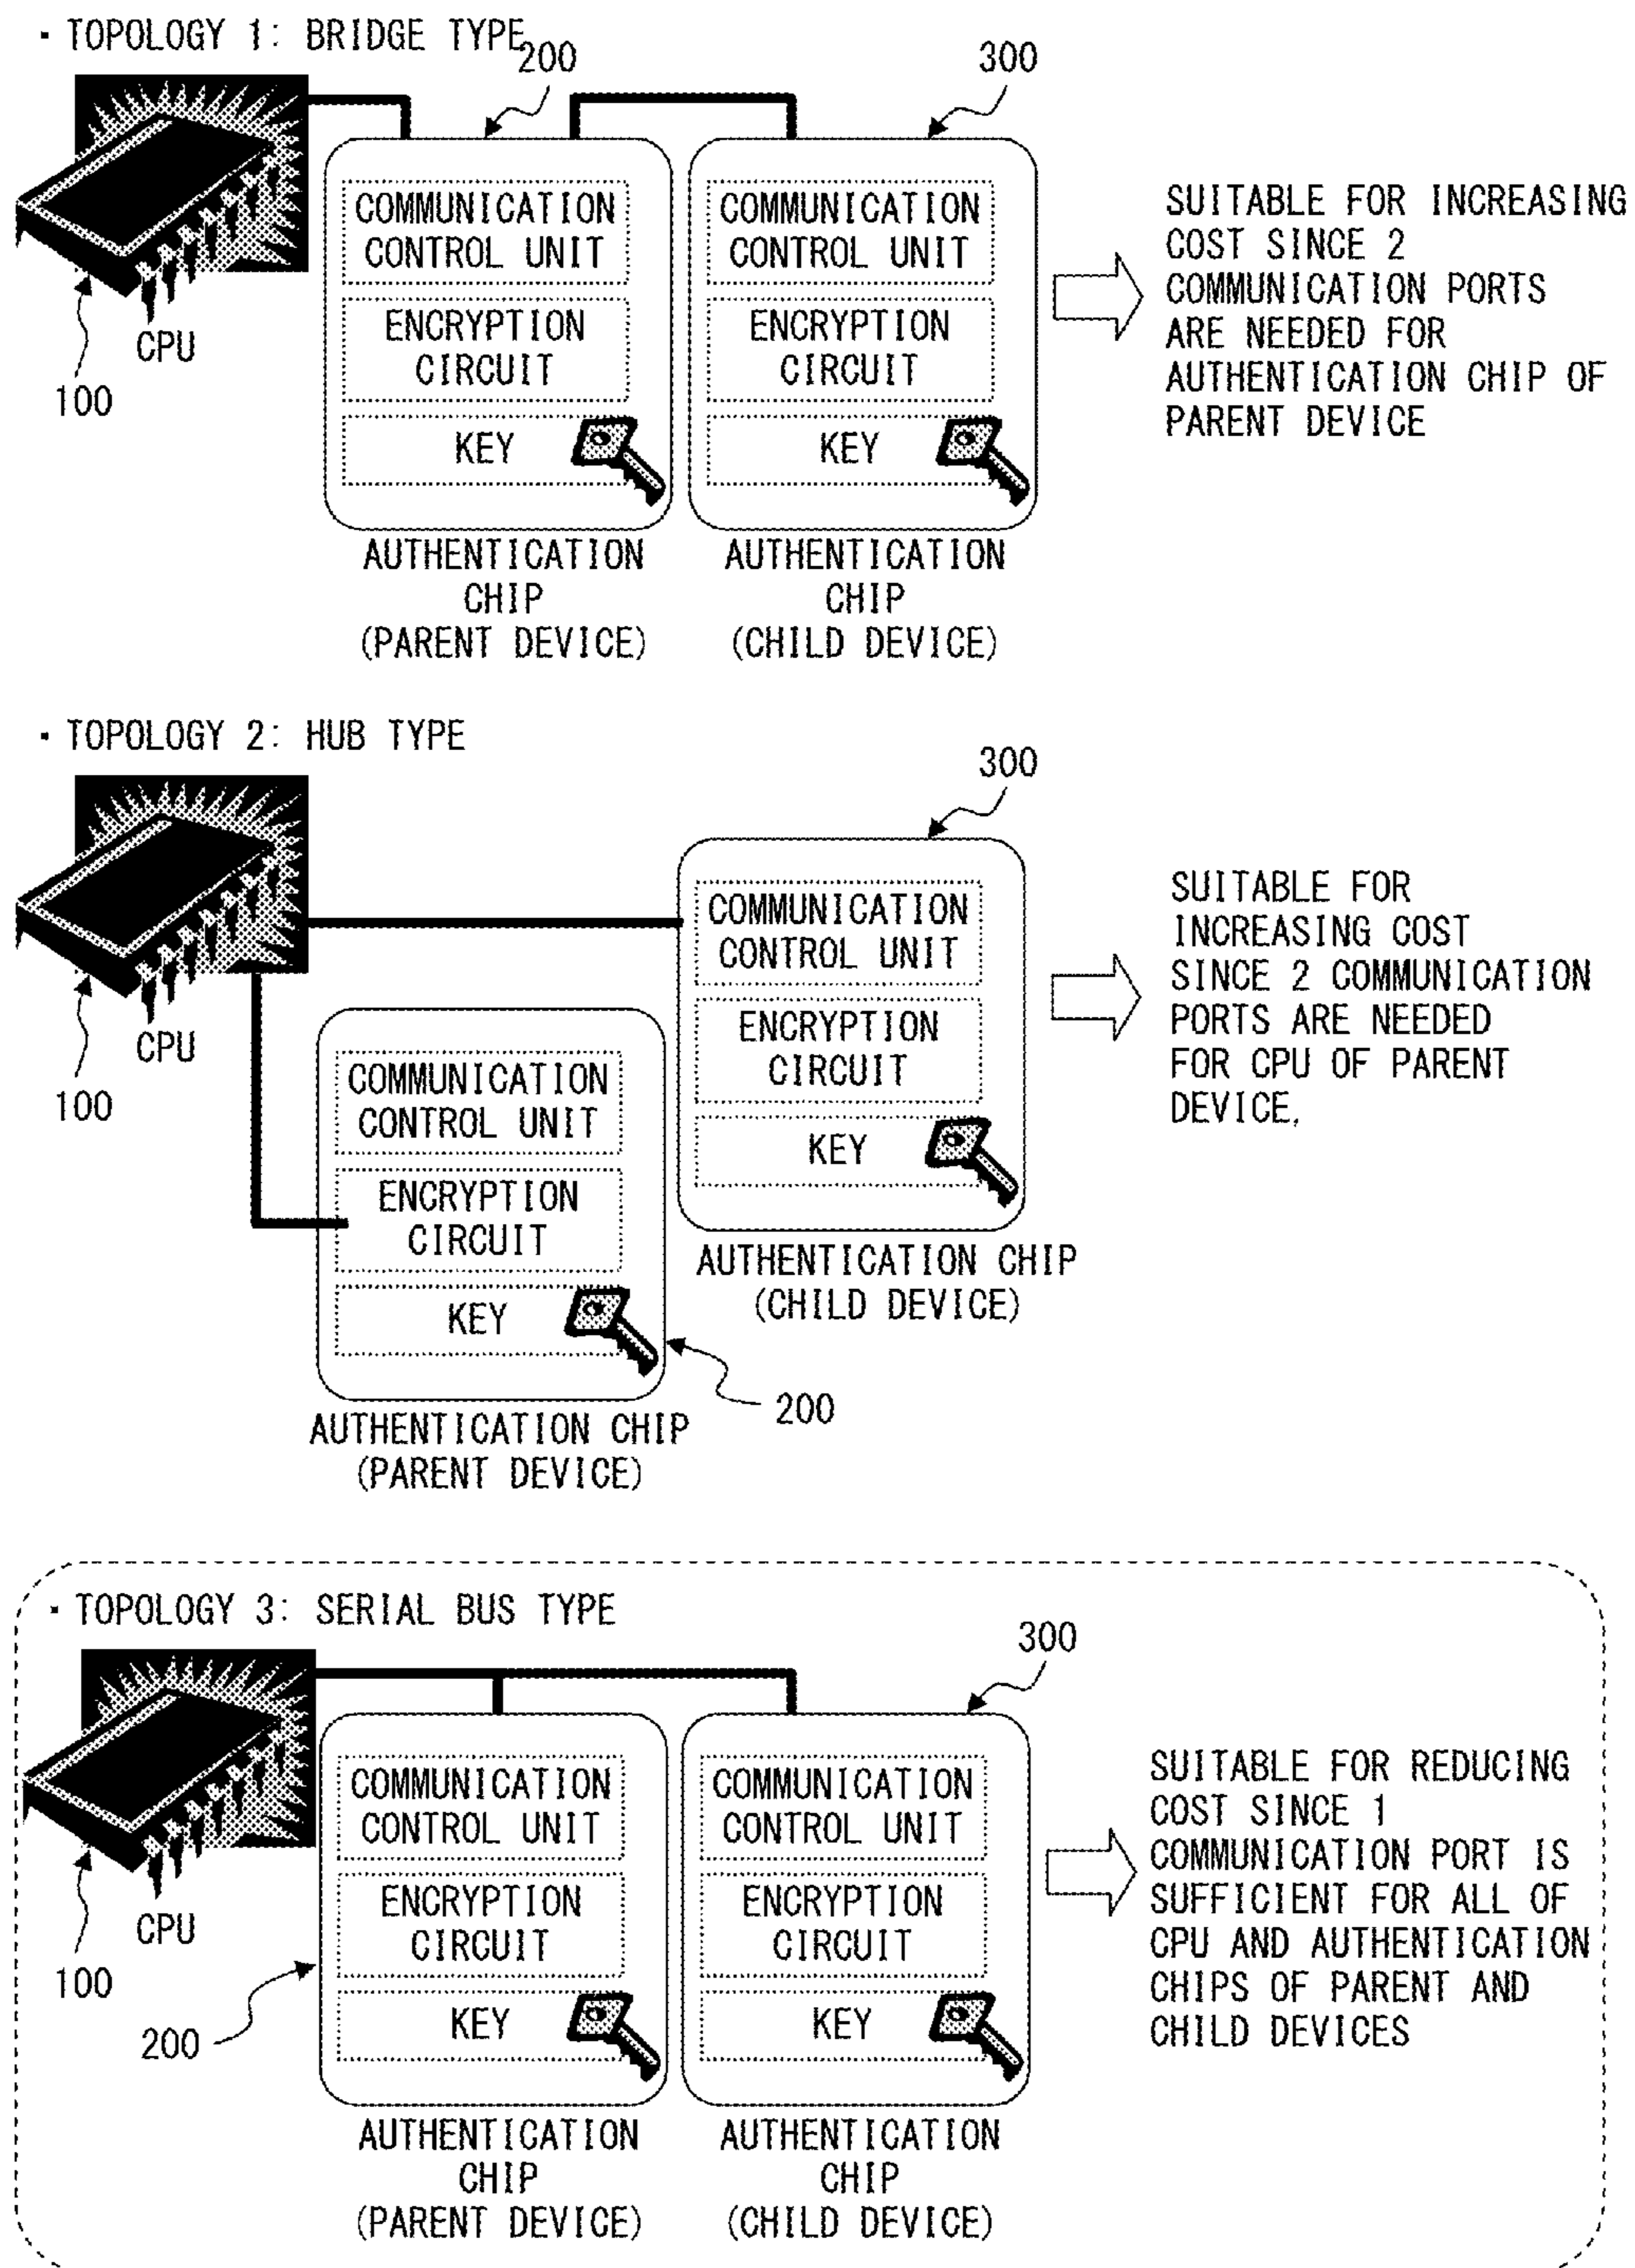 · TOPOLOGY 1: BRIDGE TYPE
200
300
COMMUNICATION
CONTROL UNIT
ENCRYPTION
CIRCUIT
KEY
COMMUNICATION
CONTROL UNIT
ENCRYPTION
CIRCUIT
KEY
CPU
100
AUTHENTICATION
CHIP
(PARENT DEVICE)
AUTHENTICATION
CHIP
(CHILD DEVICE)
SUITABLE FOR INCREASING
COST SINCE 2
COMMUNICATION PORTS
ARE NEEDED FOR
AUTHENTICATION CHIP OF
PARENT DEVICE
· TOPOLOGY 2: HUB TYPE
300
COMMUNICATION
CONTROL UNIT
ENCRYPTION
CIRCUIT
KEY
AUTHENTICATION CHIP
(CHILD DEVICE)
CPU
100
COMMUNICATION
CONTROL UNIT
ENCRYPTION
CIRCUIT
KEY
200
AUTHENTICATION CHIP
(PARENT DEVICE)
SUITABLE FOR
INCREASING COST
SINCE 2 COMMUNICATION
PORTS ARE NEEDED
FOR CPU OF PARENT
DEVICE.
· TOPOLOGY 3: SERIAL BUS TYPE
300
COMMUNICATION
CONTROL UNIT
ENCRYPTION
CIRCUIT
KEY
COMMUNICATION
CONTROL UNIT
ENCRYPTION
CIRCUIT
KEY
CPU
100
200
AUTHENTICATION
CHIP
(PARENT DEVICE)
AUTHENTICATION
CHIP
(CHILD DEVICE)
SUITABLE FOR REDUCING
COST SINCE 1
COMMUNICATION PORT IS
SUFFICIENT FOR ALL OF
CPU AND AUTHENTICATION
CHIPS OF PARENT AND
CHILD DEVICES